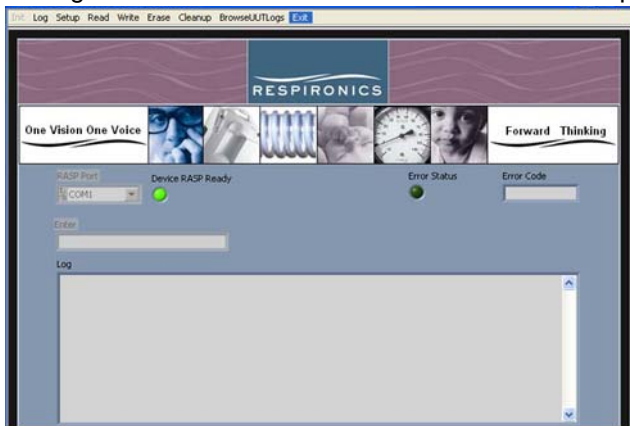 Init Log Setup Read Write Erase Cleanup BrowseUUTLogs Exit
RESPIRONICS
One Vision One Voice
Forward Thinking
RASP Port
Device RASP Ready
Error Status
Error Code
COM1
Enter
Log